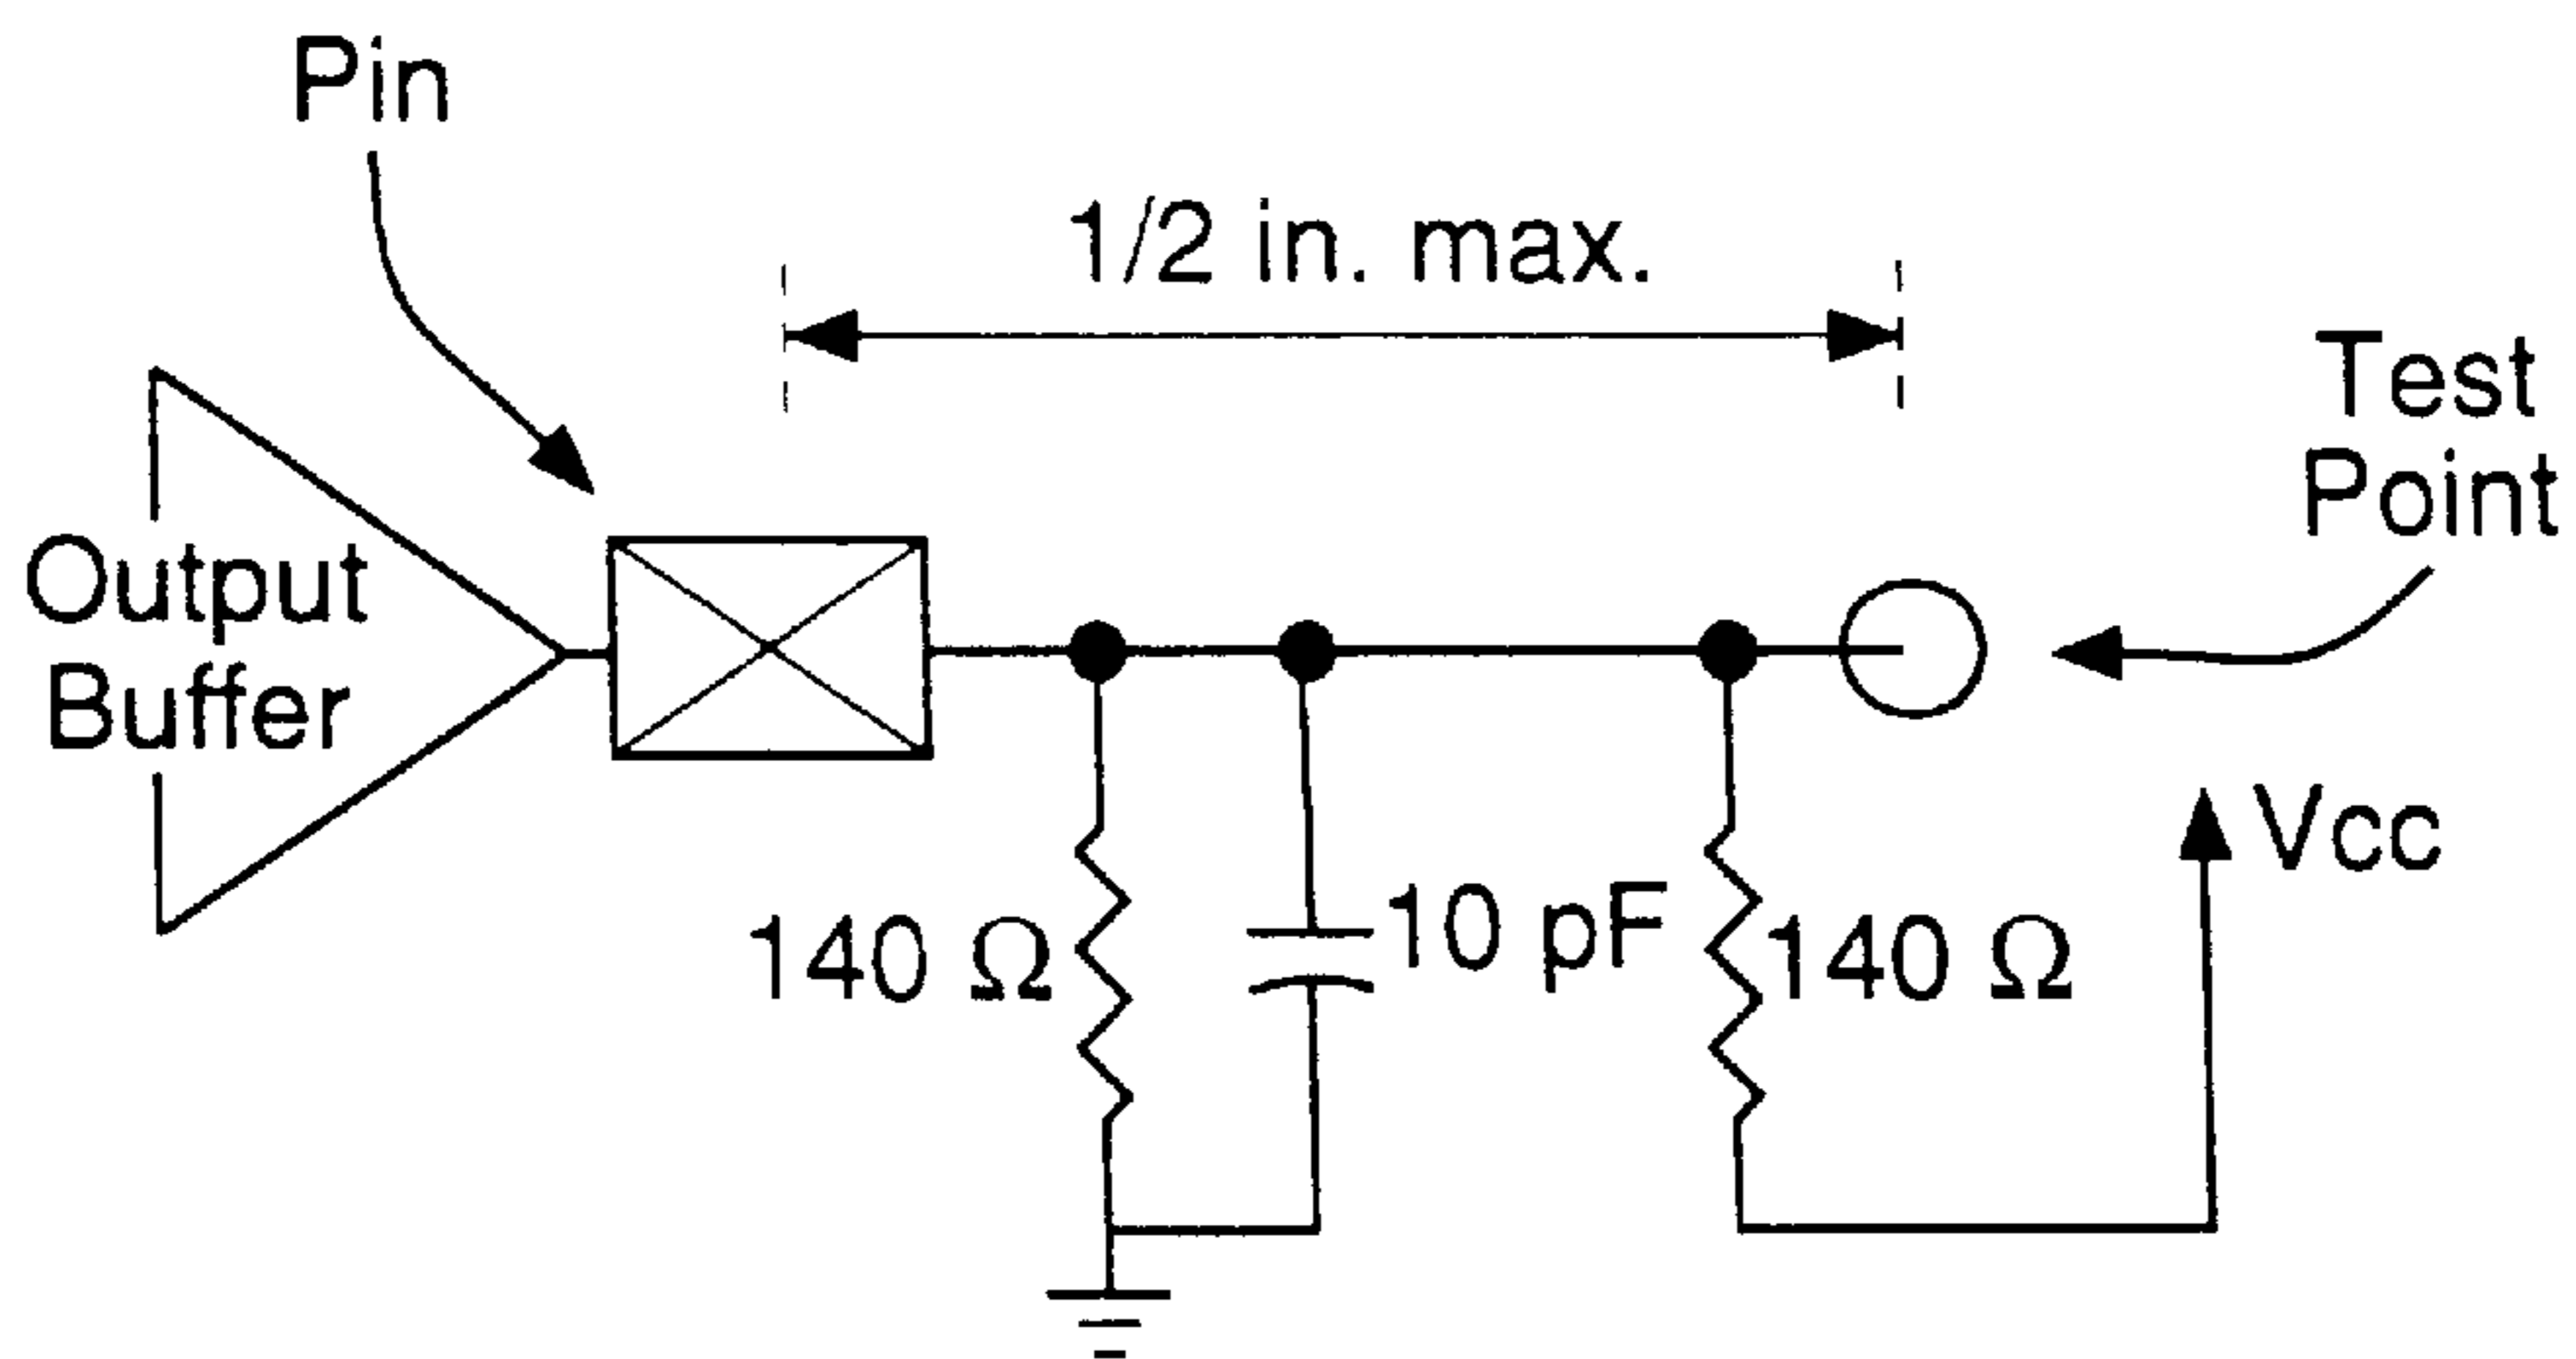 Pin
1/2 in. max.
Test
Point
Output
Buffer
Vcc
140 Ω
10 pF
140 Ω